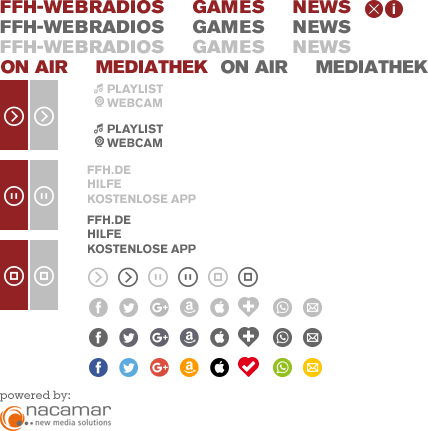 FFH-WEBRADIOS GAMES NEWS
FFH-WEBRADIOS GAMES NEWS
FFH-WEBRADIOS GAMES NEWS
ON AIR MEDIATHEK ON AIR MEDIATHEK
PLAYLIST
WEBCAM
PLAYLIST
WEBCAM
FFH.DE
HILFE
KOSTENLOSE APP
FFH.DE
HILFE
KOSTENLOSE APP
powered by:
nacamar
new media solutions